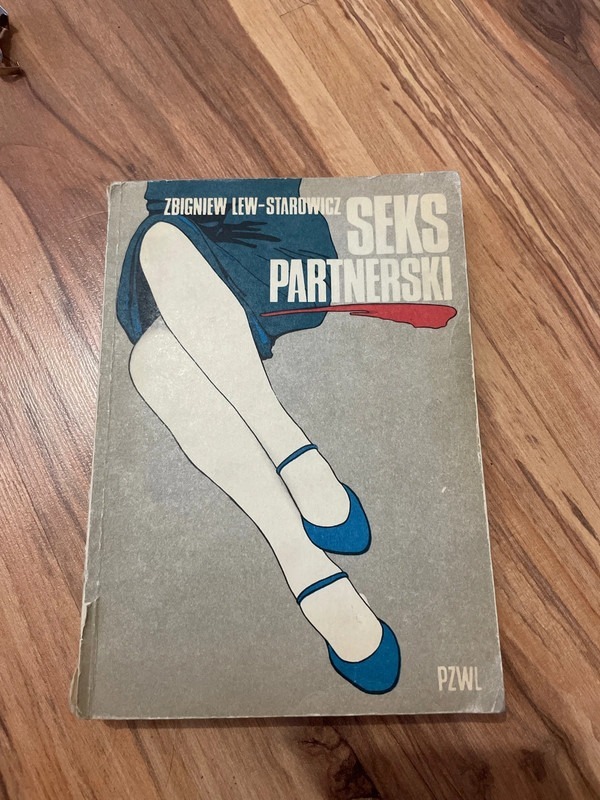 ZBIGNIEW LEW-STAROWICZ
SEKS
PARTNERSKI
PZWL